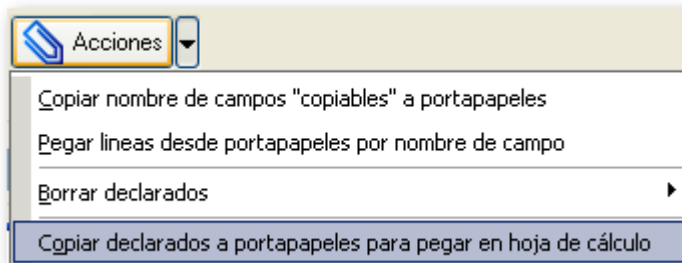 Acciones
Copiar nombre de campos "copiables" a portapapeles
Pegar lineas desde portapapeles por nombre de campo
Borrar declarados
Copiar declarados a portapapeles para pegar en hoja de cálculo